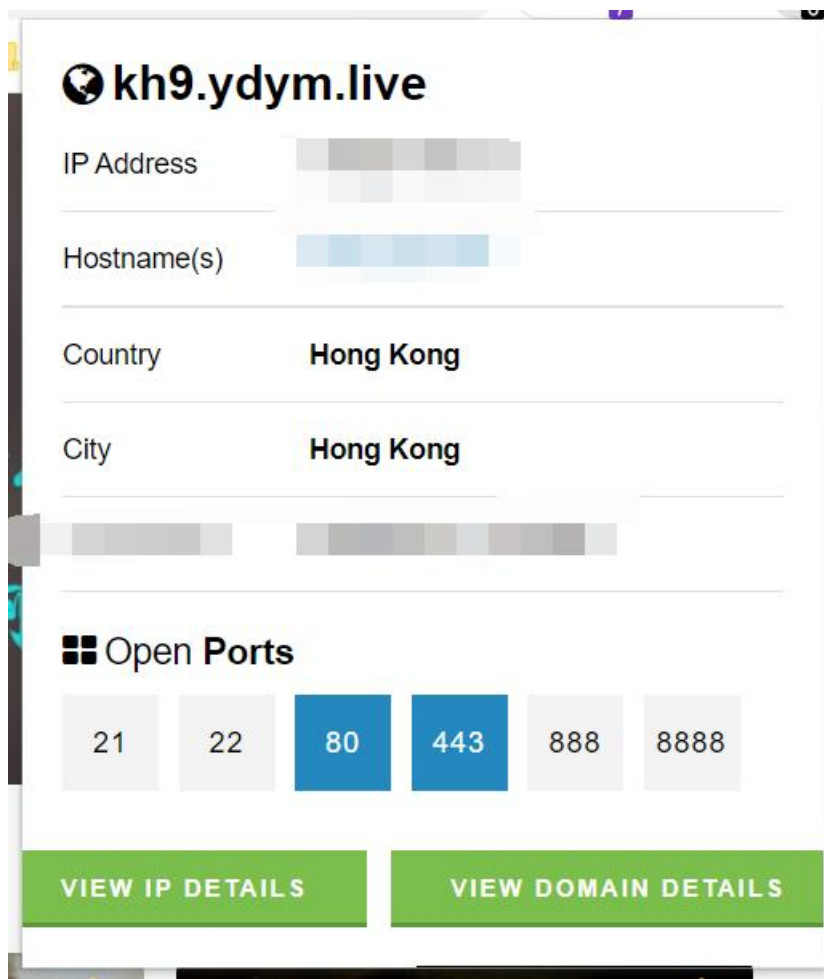 kh9.ydym.live
IP Address
Hostname(s)
Country Hong Kong
City Hong Kong
Open Ports
21 22 80 443 888 8888
VIEW IP DETAILS VIEW DOMAIN DETAILS